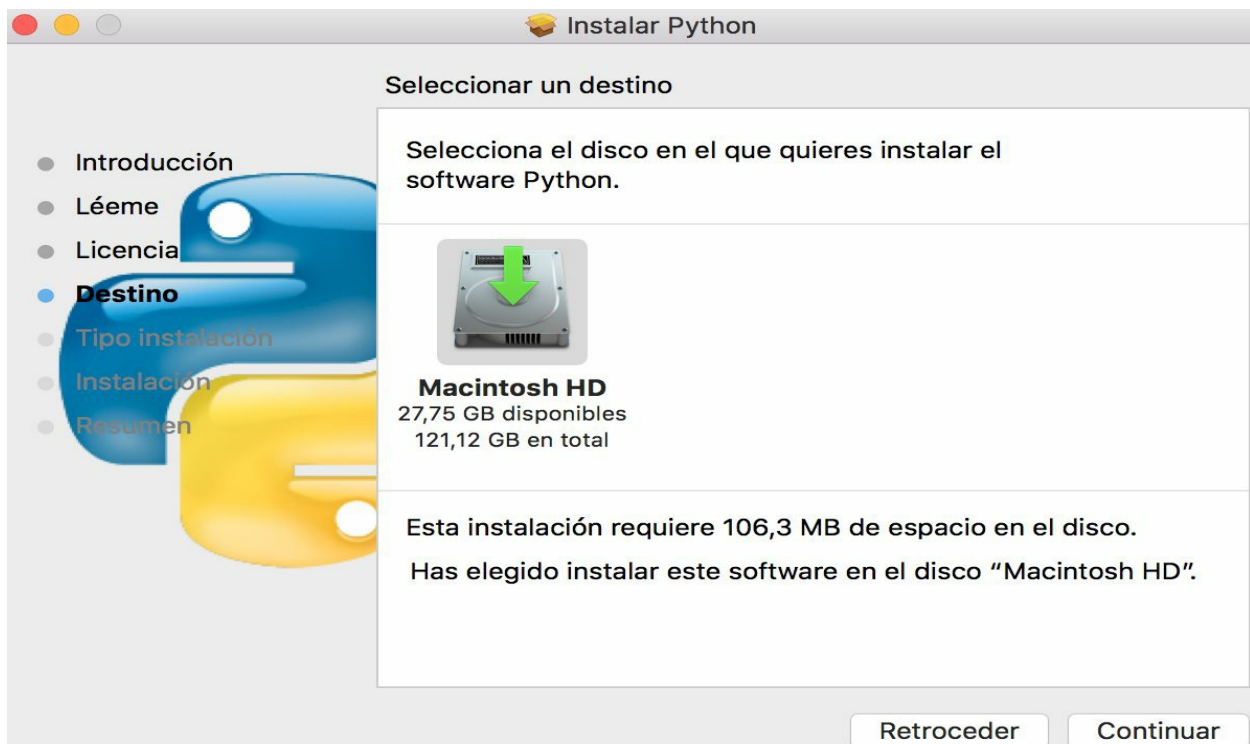 Instalar Python
Seleccionar un destino
Introducción
Léeme
Licencia
Destino
Tipo instalación
Instalación
Resumen
Selecciona el disco en el que quieres instalar el
software Python.
Macintosh HD
27,75 GB disponibles
121,12 GB en total
Esta instalación requiere 106,3 MB de espacio en el disco.
Has elegido instalar este software en el disco “Macintosh HD”.
Retroceder
Continuar